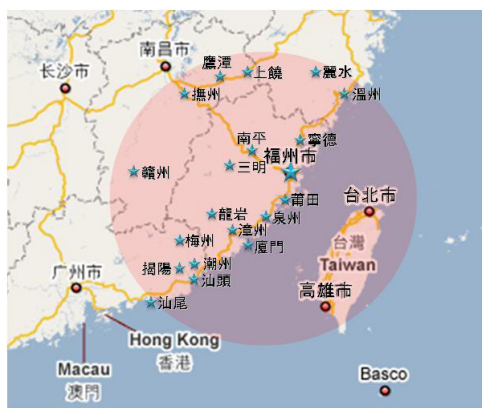 南昌市
鷹潭
上饒
麗水
长沙市
撫州
溫州
南平
寧德
福州市
三明
贛州
莆田
台北市
龍岩
泉州
漳州
梅州
廈門
台灣
Taiwan
潮州
揭陽
广州市
汕頭
高雄市
汕尾
Hong Kong
香港
Macau
澳門
Basco